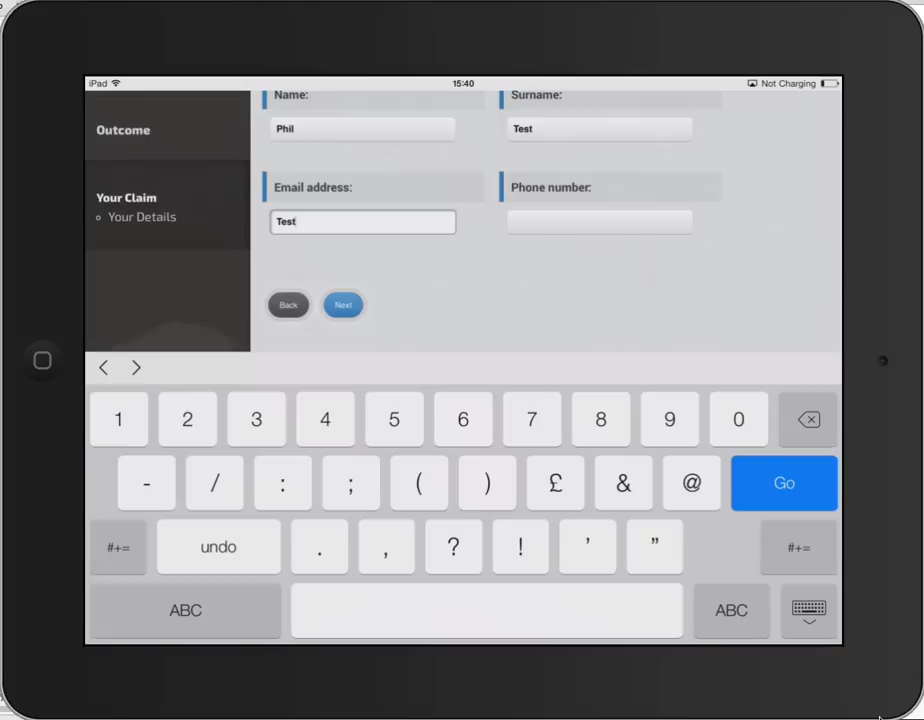 iPad 15:40 Not Charging
Outcome
Your Claim
Your Details
Name: Surname:
Phil Test
Email address: Phone number:
Test
Back Next
1 2 3 4 5 6 7 8 9 0
- / : ; ( ) £ & @ Go
#+= undo . , ? ! ' " #+=
ABC ABC